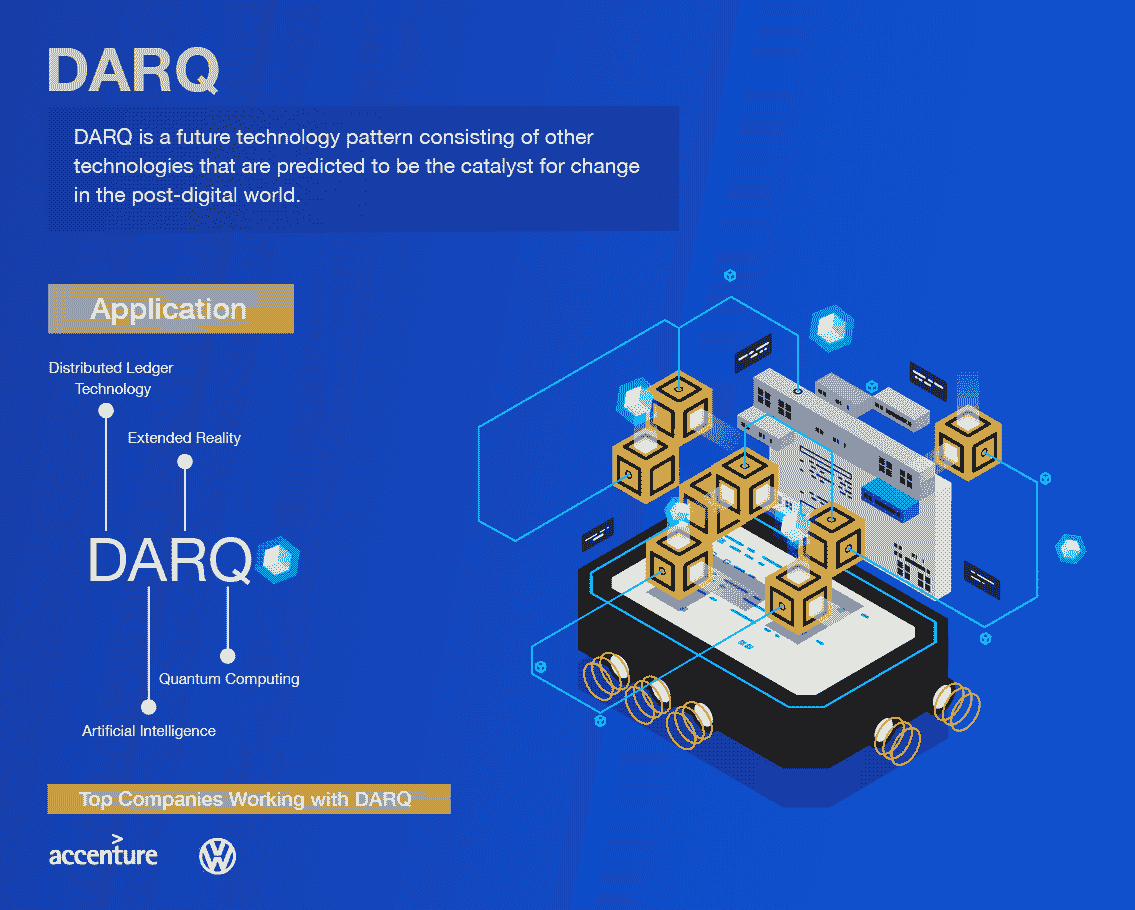 DARQ
DARQ is a future technology pattern consisting of other
technologies that are predicted to be the catalyst for change
in the post-digital world.
Application
Distributed Ledger
Technology
Extended Reality
DARQ
Quantum Computing
Artificial Intelligence
Top Companies Working with DARQ
accenture